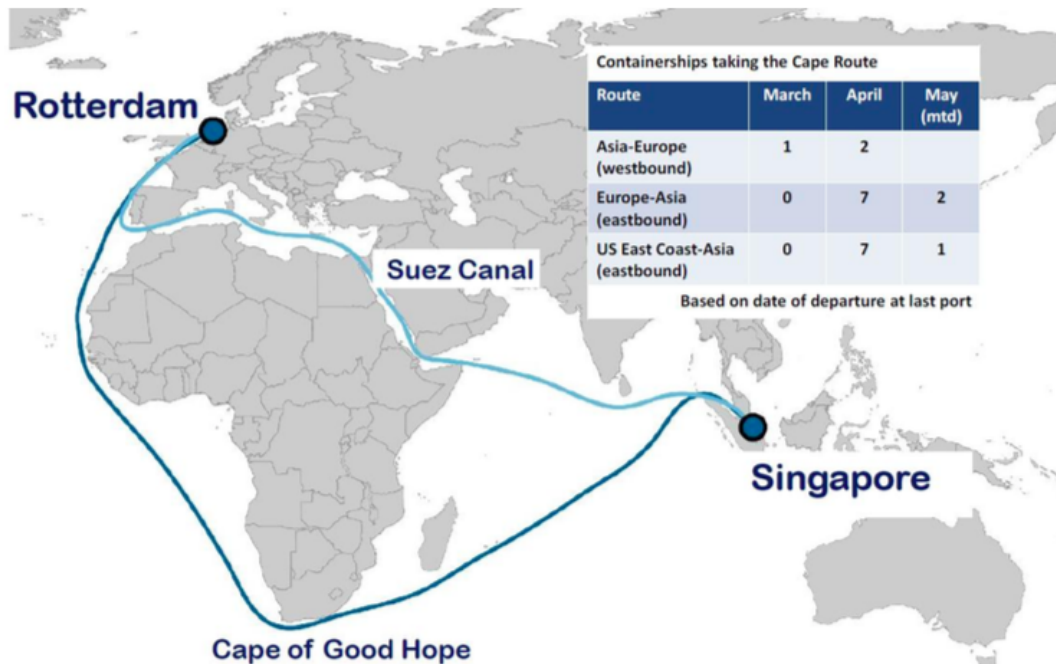 Rotterdam
Containerships taking the Cape Route
Route March April May
(mtd)
Asia-Europe 1 2
(westbound)
Europe-Asia 0 7 2
(eastbound)
US East Coast-Asia 0 7 1
(eastbound)
Based on date of departure at last port
Suez Canal
Singapore
Cape of Good Hope